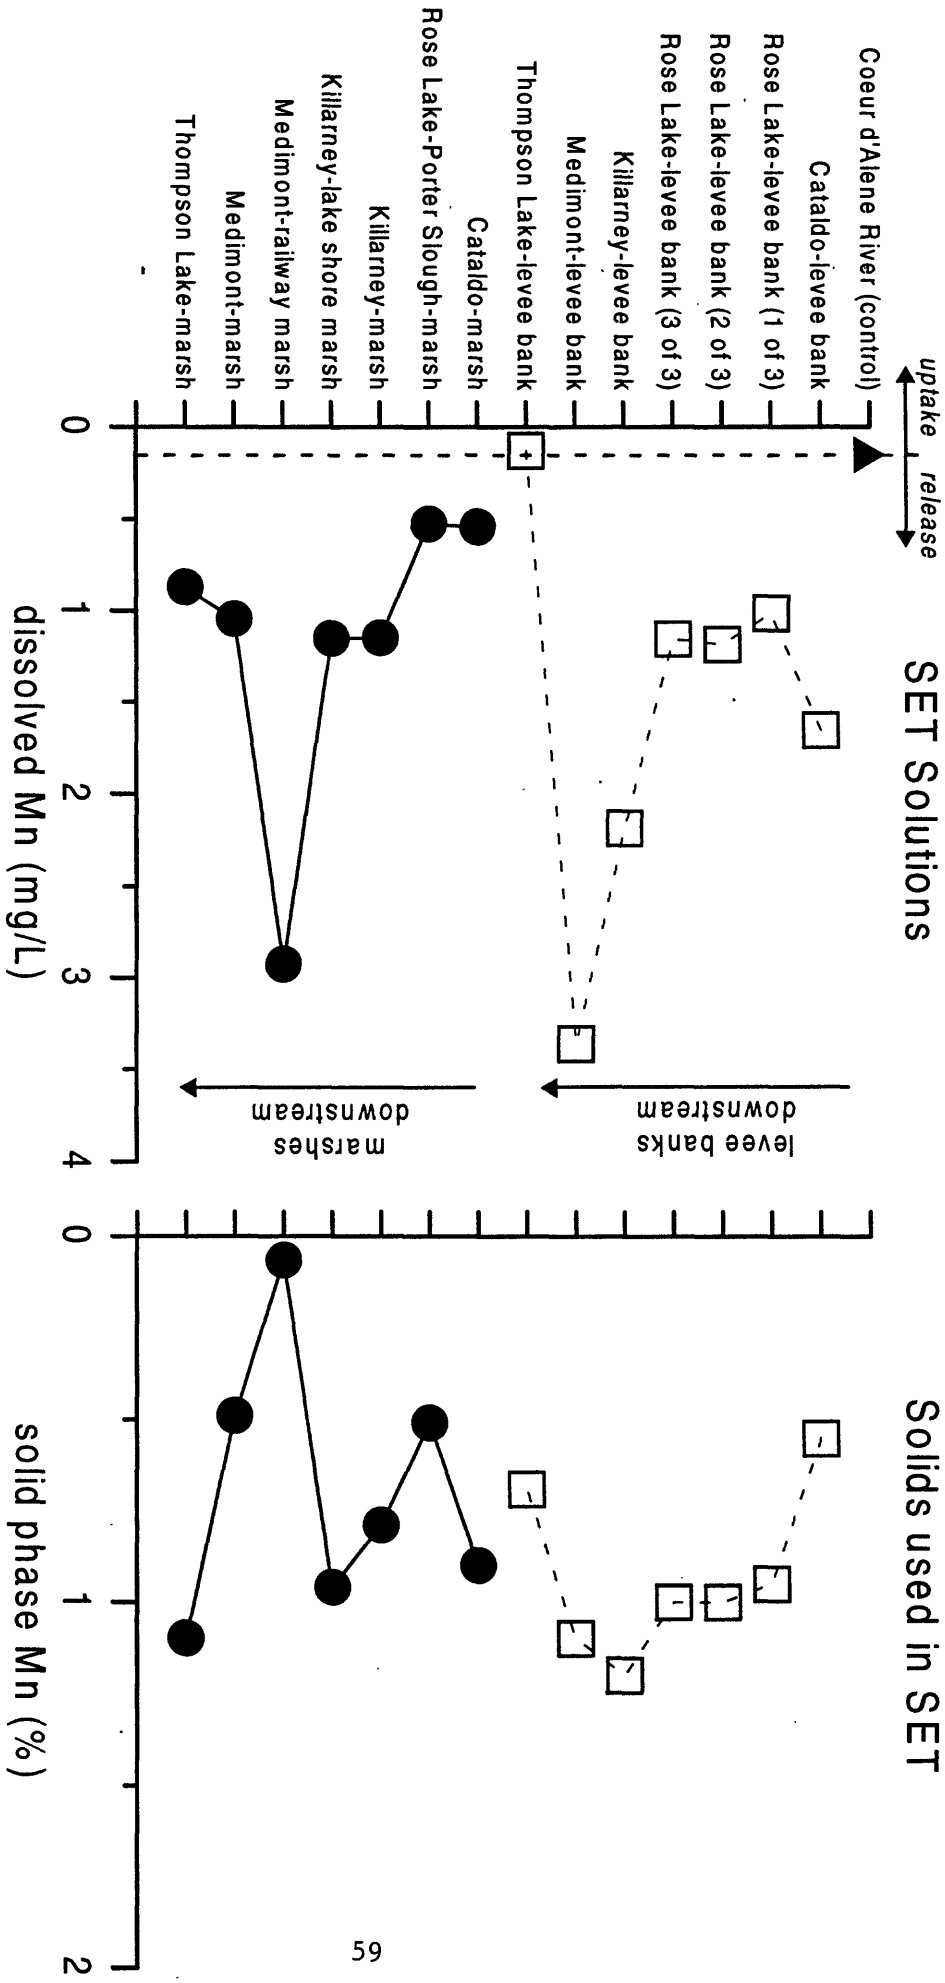 SET Solutions
Solids used in SET
uptake release
Coeur d'Alene River (control)
Cataldo-levee bank
Rose Lake-levee bank (1 of 3)
Rose Lake-levee bank (2 of 3)
Rose Lake-levee bank (3 of 3)
Killarney-levee bank
Medimont-levee bank
Thompson Lake-levee bank
Cataldo-marsh
Rose Lake-Porter Slough-marsh
Killarney-marsh
Killarney-lake shore marsh
Medimont-railway marsh
Medimont-marsh
Thompson Lake-marsh
levee banks
downstream
marshes
downstream
0 1 2 3 4
dissolved Mn (mg/L)
0 1 2
solid phase Mn (%)
59